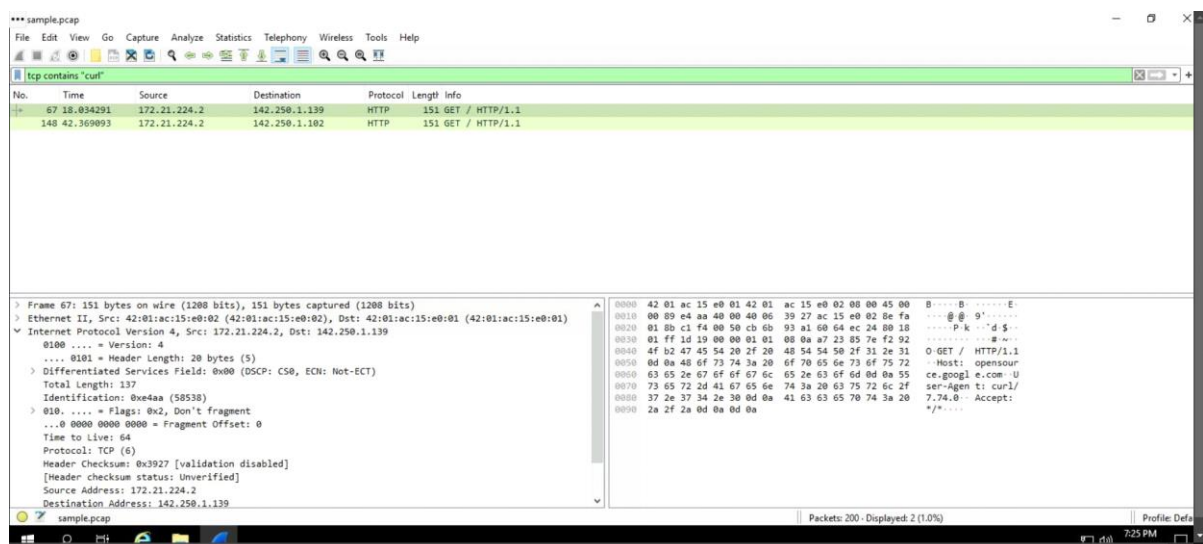 *** sample.pcap
File Edit View Go Capture Analyze Statistics Telephony Wireless Tools Help
tcp contains "curl"
No. Time Source Destination Protocol Length Info
67 18.034291 172.21.224.2 142.250.1.139 HTTP 151 GET / HTTP/1.1
148 42.369093 172.21.224.2 142.250.1.102 HTTP 151 GET / HTTP/1.1
> Frame 67: 151 bytes on wire (1208 bits), 151 bytes captured (1208 bits)
> Ethernet II, Src: 42:01:ac:15:e0:02 (42:01:ac:15:e0:02), Dst: 42:01:ac:15:e0:01 (42:01:ac:15:e0:01)
Internet Protocol Version 4, Src: 172.21.224.2, Dst: 142.250.1.139
0100 .... = Version: 4
.... 0101 = Header Length: 20 bytes (5)
> Differentiated Services Field: 0x00 (DSCP: CS0, ECN: Not-ECT)
Total Length: 137
Identification: 0xe4aa (58538)
> 010. .... = Flags: 0x2, Don't fragment
...0 0000 0000 0000 = Fragment Offset: 0
Time to Live: 64
Protocol: TCP (6)
Header Checksum: 0x3927 [validation disabled]
[Header checksum status: Unverified]
Source Address: 172.21.224.2
Destination Address: 142.250.1.139
0000 42 01 ac 15 e0 01 42 01 ac 15 e0 02 08 00 45 00 B·····B· ······E·
0010 00 89 e4 aa 40 00 40 06 39 27 ac 15 e0 02 8e fa ····@·@· 9'······
0020 01 8b c1 f4 00 50 cb 6b 93 a1 60 64 ec 24 80 18 ·····P·k ··`d·$··
0030 01 ff 1d 19 00 00 01 01 08 0a a7 23 85 7e f2 92 ········ ···#·~··
0040 4f b2 47 45 54 20 2f 20 48 54 54 50 2f 31 2e 31 O·GET / HTTP/1.1
0050 0d 0a 48 6f 73 74 3a 20 6f 70 65 6e 73 6f 75 72 ··Host: opensour
0060 63 65 2e 67 6f 6f 67 6c 65 2e 63 6f 6d 0d 0a 55 ce.googl e.com··U
0070 73 65 72 2d 41 67 65 6e 74 3a 20 63 75 72 6c 2f ser-Agen t: curl/
0080 37 2e 37 34 2e 30 0d 0a 41 63 63 65 70 74 3a 20 7.74.0·· Accept:
0090 2a 2f 2a 0d 0a 0d 0a */*····
sample.pcap
Packets: 200 · Displayed: 2 (1.0%)
Profile: Defa
7:25 PM